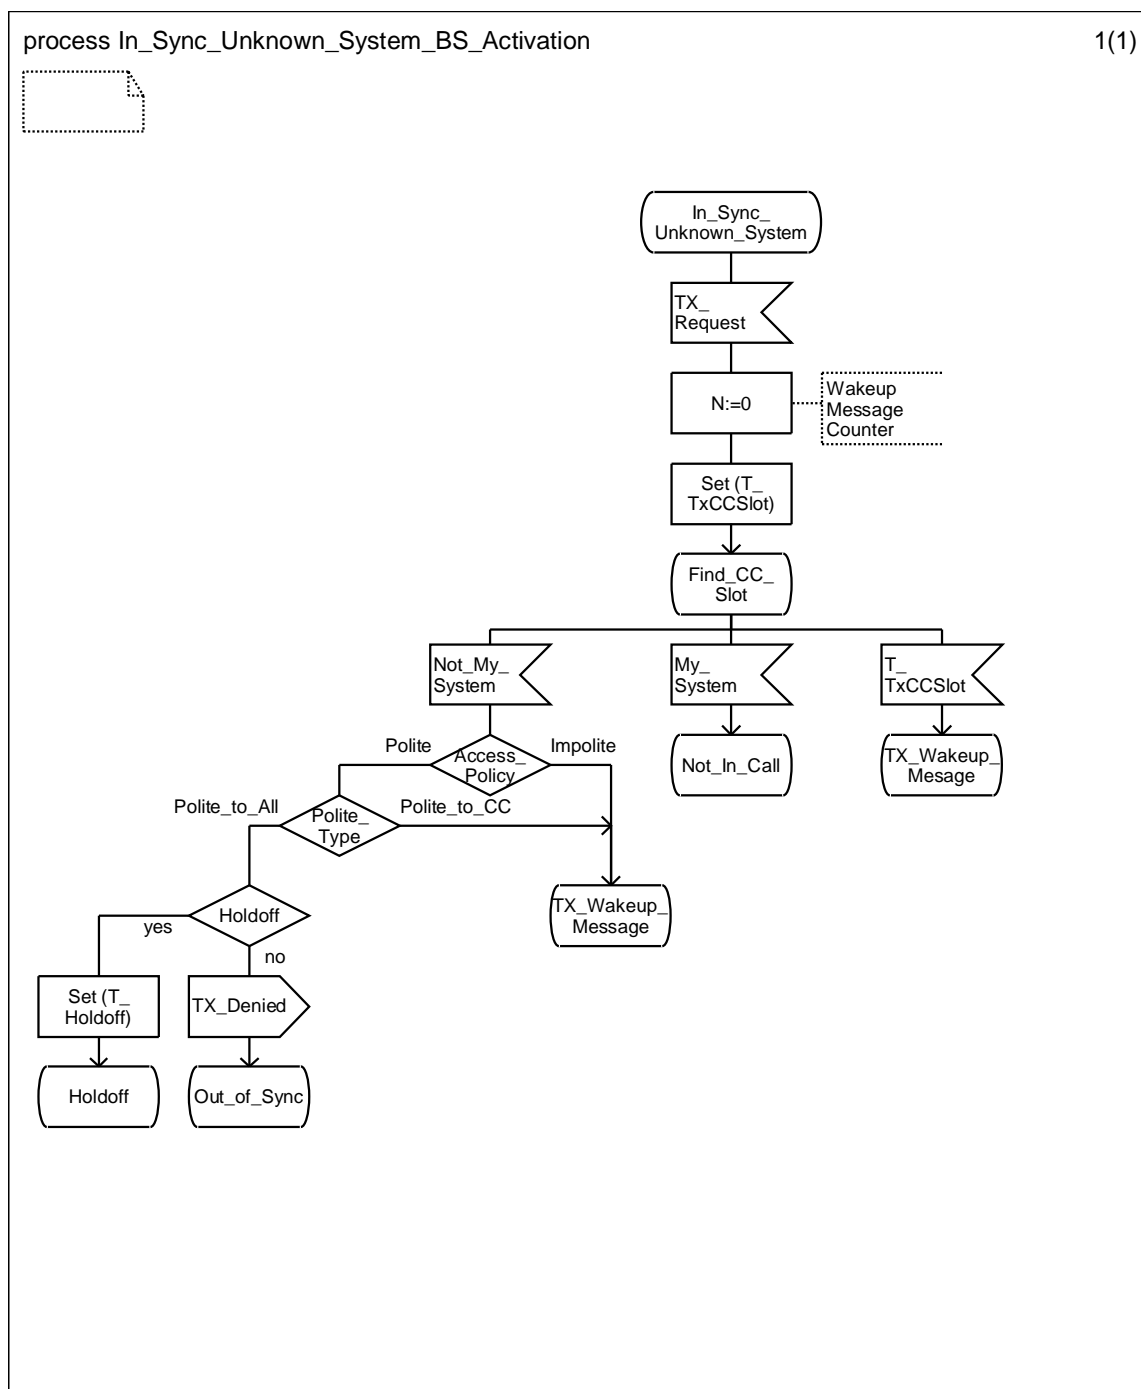 process In_Sync_Unknown_System_BS_Activation
1(1)
In_Sync_
Unknown_System
TX_
Request
N:=0
Wakeup
Message
Counter
Set (T_
TxCCSlot)
Find_CC_
Slot
Not_My_
System
My_
System
T_
TxCCSlot
Polite
Access_
Policy
Impolite
Not_In_Call
TX_Wakeup_
Mesage
Polite_to_All
Polite_
Type
Polite_to_CC
Holdoff
yes
no
TX_Wakeup_
Message
Set (T_
Holdoff)
TX_Denied
Holdoff
Out_of_Sync